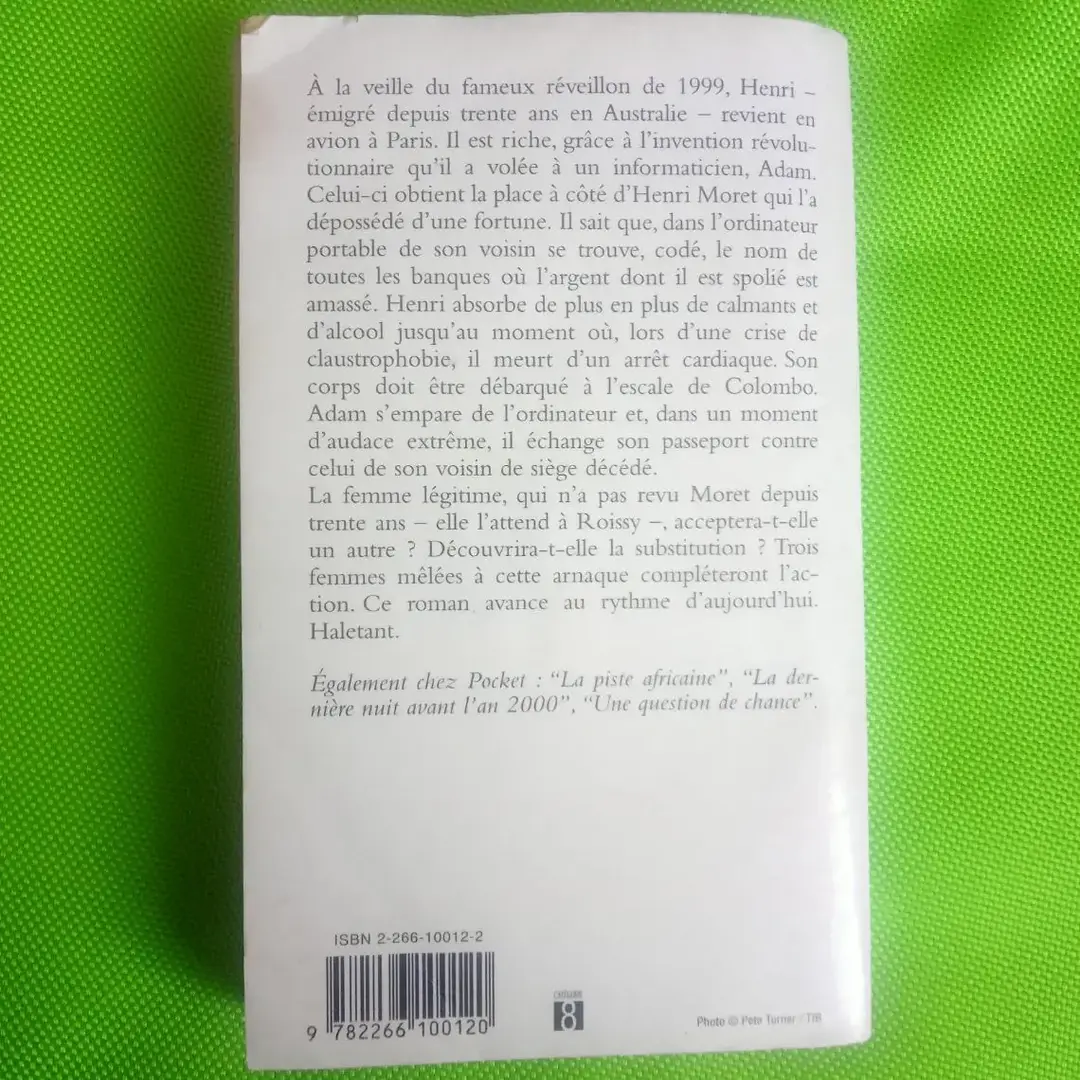 À la veille du fameux réveillon de 1999, Henri –
émigré depuis trente ans en Australie – revient en
avion à Paris. Il est riche, grâce à l'invention révolu-
tionnaire qu'il a volée à un informaticien, Adam.
Celui-ci obtient la place à côté d'Henri Moret qui l'a
dépossédé d'une fortune. Il sait que, dans l'ordinateur
portable de son voisin se trouve, codé, le nom de
toutes les banques où l'argent dont il est spolié est
amassé. Henri absorbe de plus en plus de calmants et
d'alcool jusqu'au moment où, lors d'une crise de
claustrophobie, il meurt d'un arrêt cardiaque. Son
corps doit être débarqué à l'escale de Colombo.
Adam s'empare de l'ordinateur et, dans un moment
d'audace extrême, il échange son passeport contre
celui de son voisin de siège décédé.
La femme légitime, qui n'a pas revu Moret depuis
trente ans – elle l'attend à Roissy –, acceptera-t-elle
un autre ? Découvrira-t-elle la substitution ? Trois
femmes mêlées à cette arnaque compléteront l'ac-
tion. Ce roman avance au rythme d'aujourd'hui.
Haletant.
Également chez Pocket : "La piste africaine", "La der-
nière nuit avant l'an 2000", "Une question de chance".
ISBN 2-266-10012-2
9 782266 100120
CATÉGORIE
8
Photo © Pete Turner / TIB